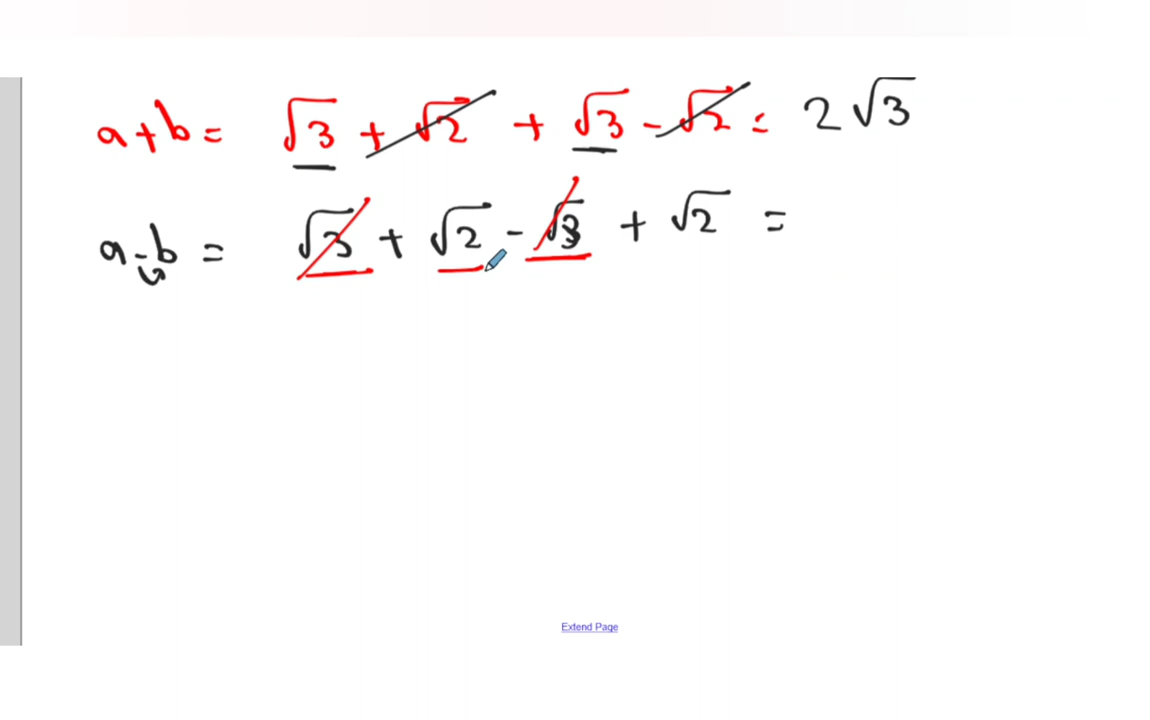 a+b= √3 + √2 + √3 - √2 = 2√3
a-b = √3 + √2 - √3 + √2 =
Extend Page